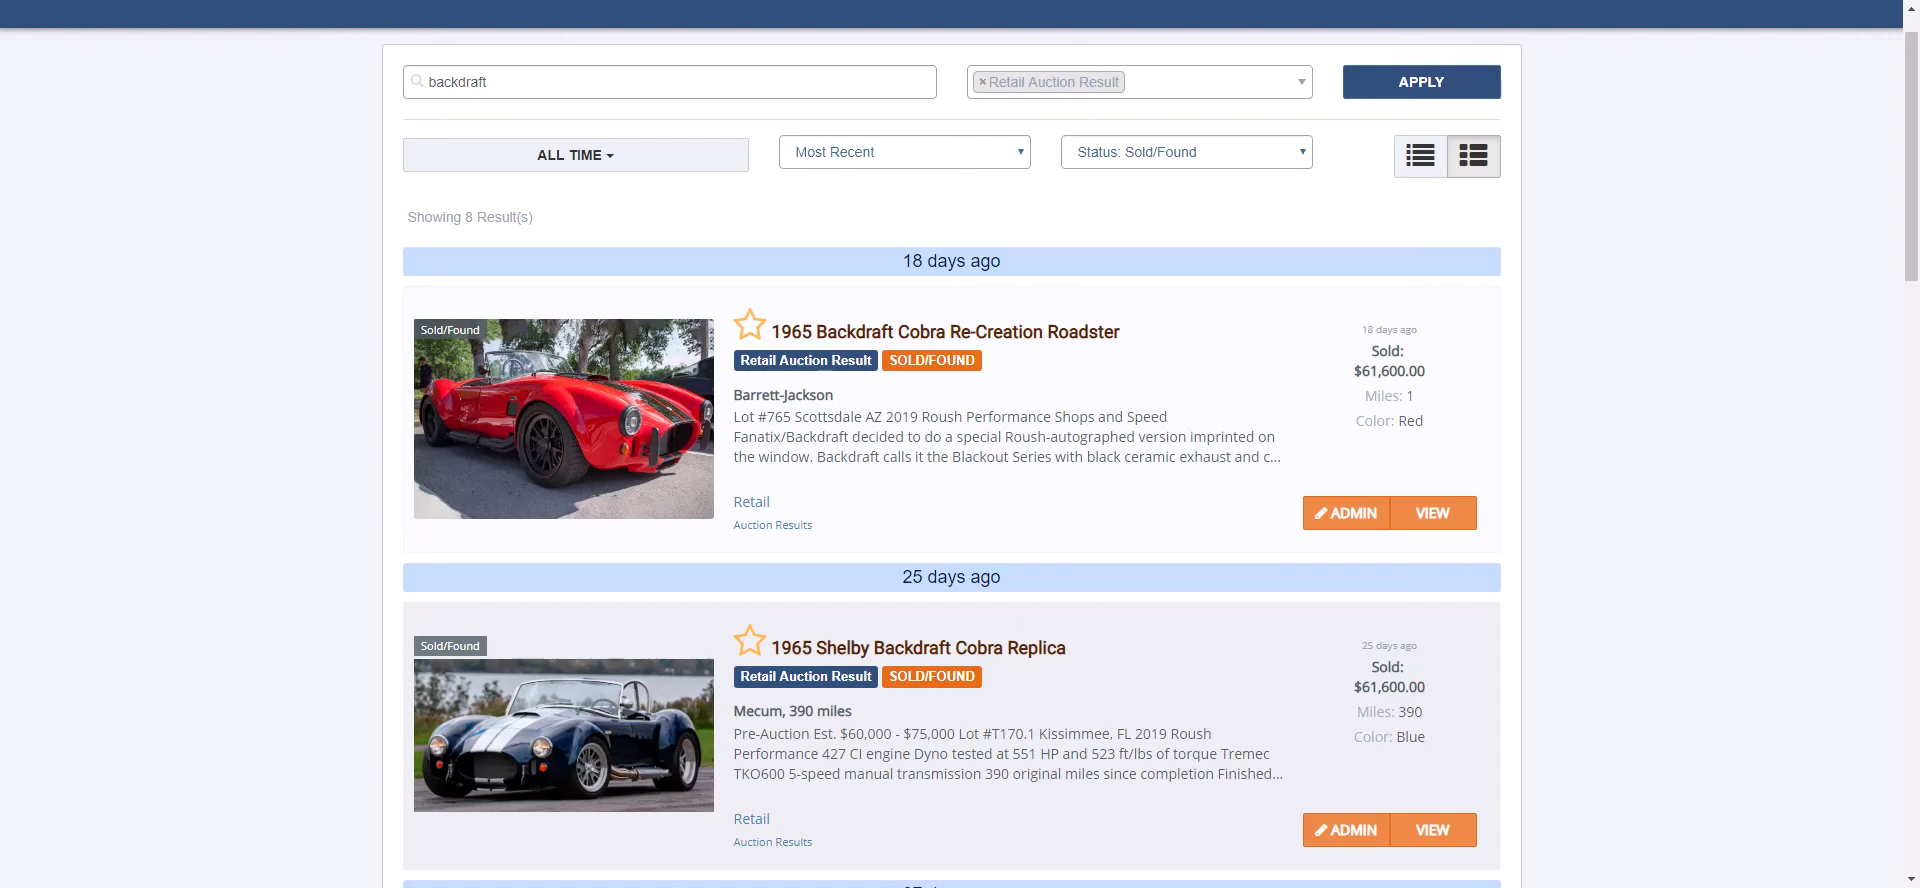 backdraft
×Retail Auction Result
APPLY
ALL TIME
Most Recent
Status: Sold/Found
Showing 8 Result(s)
18 days ago
Sold/Found
1965 Backdraft Cobra Re-Creation Roadster
Retail Auction Result SOLD/FOUND
Barrett-Jackson
Lot #765 Scottsdale AZ 2019 Roush Performance Shops and Speed
Fanatix/Backdraft decided to do a special Roush-autographed version imprinted on
the window. Backdraft calls it the Blackout Series with black ceramic exhaust and c...
Retail
Auction Results
18 days ago
Sold:
$61,600.00
Miles: 1
Color: Red
ADMIN VIEW
25 days ago
Sold/Found
1965 Shelby Backdraft Cobra Replica
Retail Auction Result SOLD/FOUND
Mecum, 390 miles
Pre-Auction Est. $60,000 - $75,000 Lot #T170.1 Kissimmee, FL 2019 Roush
Performance 427 CI engine Dyno tested at 551 HP and 523 ft/lbs of torque Tremec
TKO600 5-speed manual transmission 390 original miles since completion Finished...
Retail
Auction Results
25 days ago
Sold:
$61,600.00
Miles: 390
Color: Blue
ADMIN VIEW